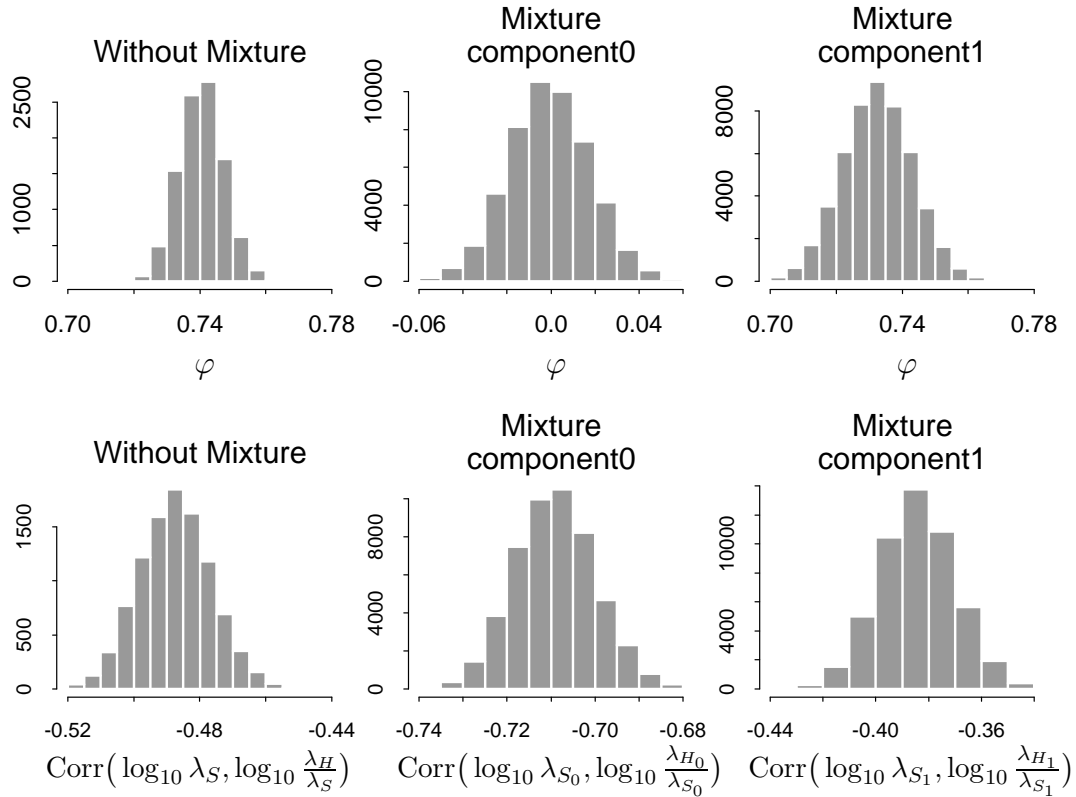 Without Mixture
Mixture
component0
Mixture
component1
0 1000 2500
0 4000 10000
0 4000 8000
0.70 0.74 0.78
-0.06 0.0 0.04
0.70 0.74 0.78
φ
φ
φ
Without Mixture
Mixture
component0
Mixture
component1
0 500 1500
0 4000 8000
0 4000 10000
-0.52 -0.48 -0.44
-0.74 -0.72 -0.70 -0.68
-0.44 -0.40 -0.36
Corr(log₁₀ λ_S, log₁₀ λ_H/λ_S)
Corr(log₁₀ λ_S₀, log₁₀ λ_H₀/λ_S₀)
Corr(log₁₀ λ_S₁, log₁₀ λ_H₁/λ_S₁)